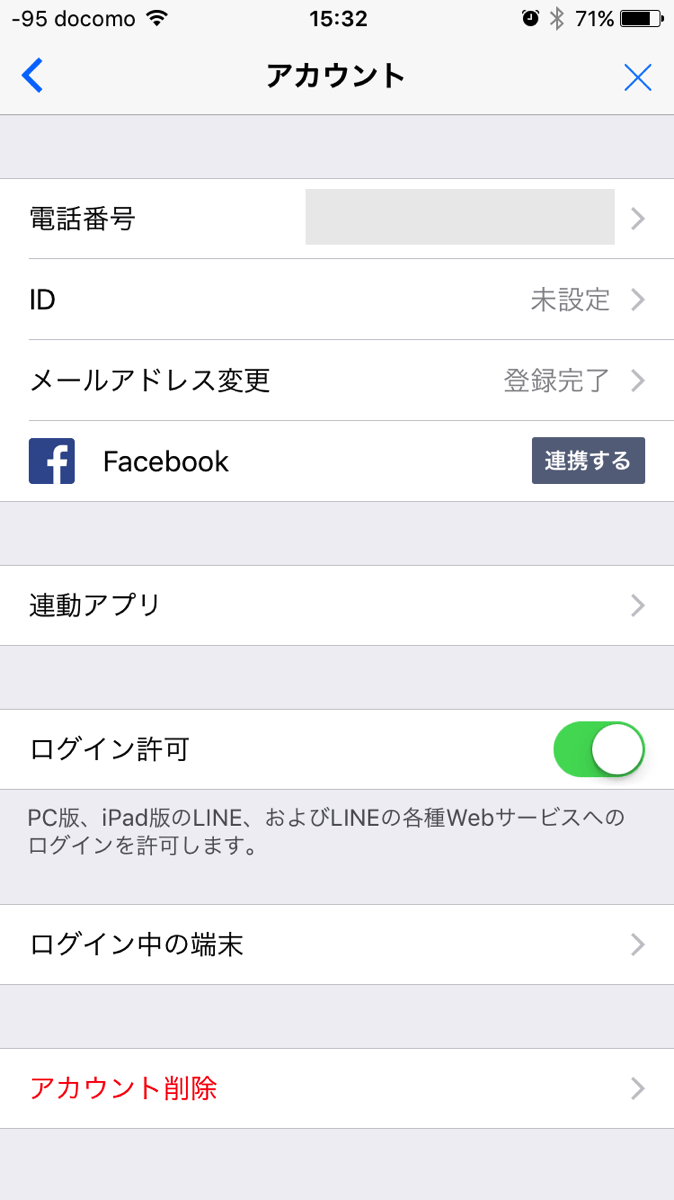 -95 docomo 15:32 71%
アカウント
電話番号
ID 未設定
メールアドレス変更 登録完了
Facebook 連携する
連動アプリ
ログイン許可
PC版、iPad版のLINE、およびLINEの各種Webサービスへの
ログインを許可します。
ログイン中の端末
アカウント削除